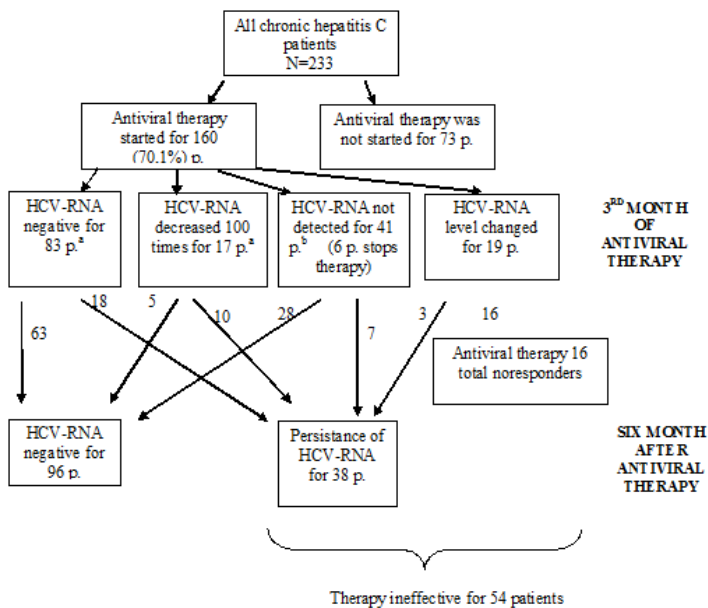 All chronic hepatitis C
patients
N=233
Antiviral therapy
started for 160
(70.1%) p.
Antiviral therapy was
not started for 73 p.
HCV-RNA
negative for
83 p.a
HCV-RNA
decreased 100
times for 17 p.a
HCV-RNA not
detected for 41
p.b (6 p. stops
therapy)
HCV-RNA
level changed
for 19 p.
3RD MONTH
OF
ANTIVIRAL
THERAPY
18
5
10
28
3
16
63
7
Antiviral therapy 16
total noresponders
HCV-RNA
negative for
96 p.
Persistance of
HCV-RNA
for 38 p.
SIX MONTH
AFTER
ANTIVIRAL
THERAPY
Therapy ineffective for 54 patients